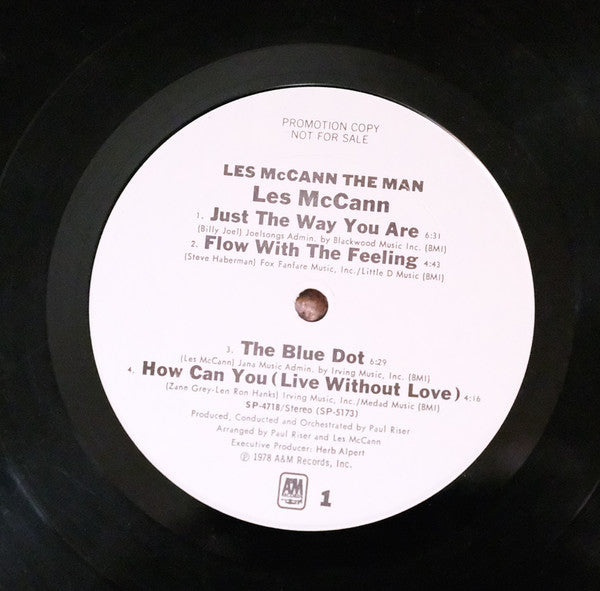 PROMOTION COPY
NOT FOR SALE
LES McCANN THE MAN
Les McCann
1. Just The Way You Are 6:31
(Billy Joel) Joelsongs Admin. by Blackwood Music Inc. (BMI)
2. Flow With The Feeling 4:43
(Steve Haberman) Fox Fanfare Music, Inc./Little D Music (BMI)
3. The Blue Dot 6:29
(Les McCann) Jana Music Admin. by Irving Music, Inc. (BMI)
4. How Can You (Live Without Love) 4:16
(Zane Grey-Len Ron Hanks) Irving Music, Inc./Medad Music (BMI)
SP-4718/Stereo (SP-5173)
Produced, Conducted and Orchestrated by Paul Riser
Arranged by Paul Riser and Les McCann
Executive Producer: Herb Alpert
℗ 1978 A&M Records, Inc.
A&M
1